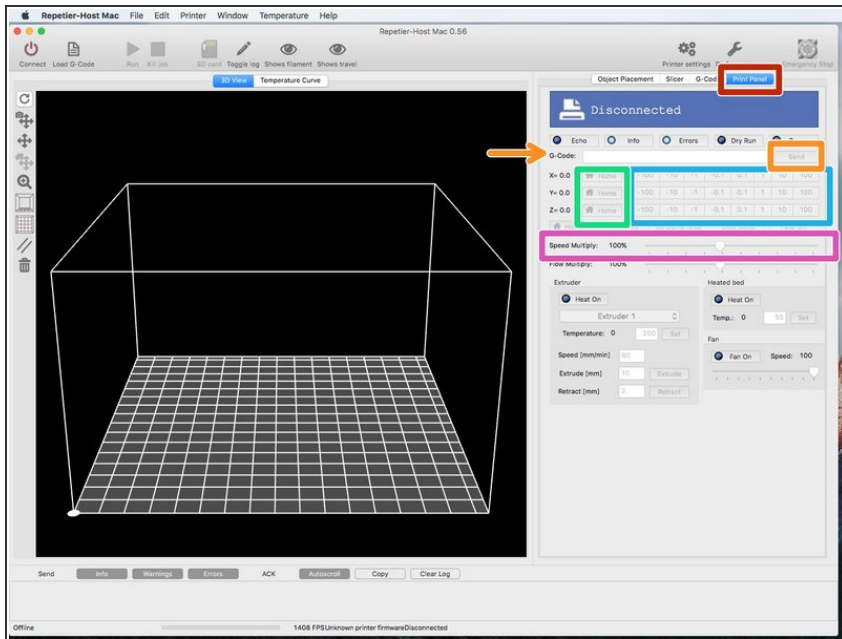 Repetier-Host Mac File Edit Printer Window Temperature Help
Repetier-Host Mac 0.56
Connect Load G-Code Run Kill job SD card Toggle log Shows filament Shows travel Printer settings Emergency Stop
3D View Temperature Curve
Object Placement Slicer G-Cod Print Panel
Disconnected
Echo Info Errors Dry Run
G-Code: Send
X= 0.0 Home -100 -10 -1 -0.1 0.1 1 10 100
Y= 0.0 Home -100 -10 -1 -0.1 0.1 1 10 100
Z= 0.0 Home -100 -10 -1 -0.1 0.1 1 10 100
Speed Multiply: 100%
Flow Multiply: 100%
Extruder Heated bed
Heat On Heat On
Extruder 1 Temp.: 0 55 Set
Temperature: 0 200 Set Fan
Speed [mm/min] 60 Fan On Speed: 100
Extrude [mm] 10 Extrude
Retract [mm] 3 Retract
Send Info Warnings Errors ACK Autoscroll Copy Clear Log
Offline 1408 FPSUnknown printer firmwareDisconnected